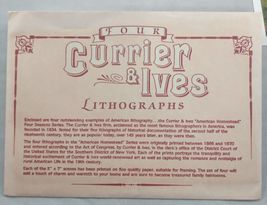 FOUR
Currier
& Ives
LITHOGRAPHS
Enclosed are four outstanding examples of American lithography . . .the Currier & Ives "American Homestead"
Four Seasons Series. The Currier & Ives firm, acclaimed as the most famous lithographers in America, was
founded in 1834. Noted for their fine lithographs of historical documentation of the second half of the
nineteenth century, they are as popular today, over 145 years after, as they were then.
The four lithographs in the "American Homestead" Series were originally printed between 1868 and 1870
and entered according to the Act of Congress, by Currier & Ives, in the clerk's office of the District Court of
the United States for the Southern District of New York. Each of the prints portrays the tranquility and
historical excitement of Currier & Ives world-renowned art as well as capturing the romance and nostalgia of
rural American life in the 19th century.
Each of the 5" x 7" scenes has been printed on fine quality paper, suitable for framing. The set of four will
add a touch of charm and warmth to your home and are sure to become treasured family heirlooms.